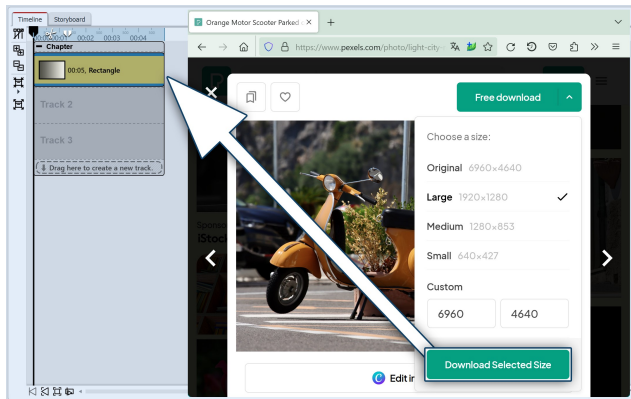 Timeline Storyboard
00:01 00:02 00:03 00:04
Chapter
00:05, Rectangle
Track 2
Track 3
Drag here to create a new track.
Orange Motor Scooter Parked
https://www.pexels.com/photo/light-city-
Free download
Choose a size:
Original 6960×4640
Large 1920×1280
Medium 1280×853
Small 640×427
Custom
6960 4640
Download Selected Size
iStock
Edit in